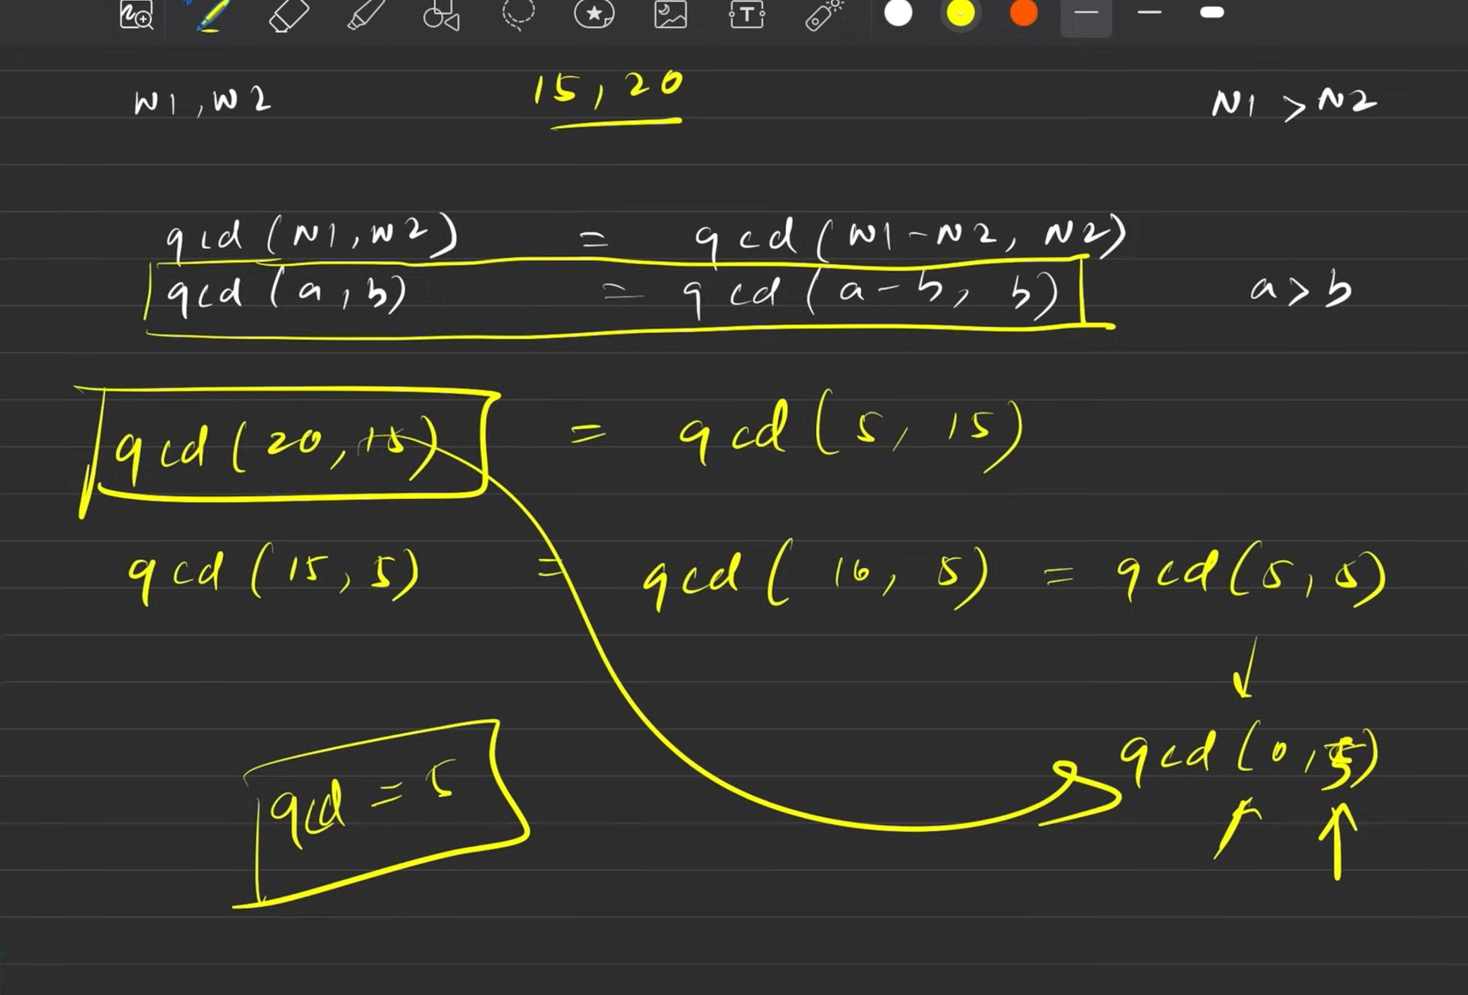 N1, N2 15, 20 N1 > N2
gcd (N1, N2) = gcd (N1-N2, N2)
gcd (a, b) = gcd (a-b, b) a > b
gcd (20, 15) = gcd (5, 15)
gcd (15, 5) = gcd (10, 5) = gcd (5, 5)
gcd (0, 5)
gcd = 5